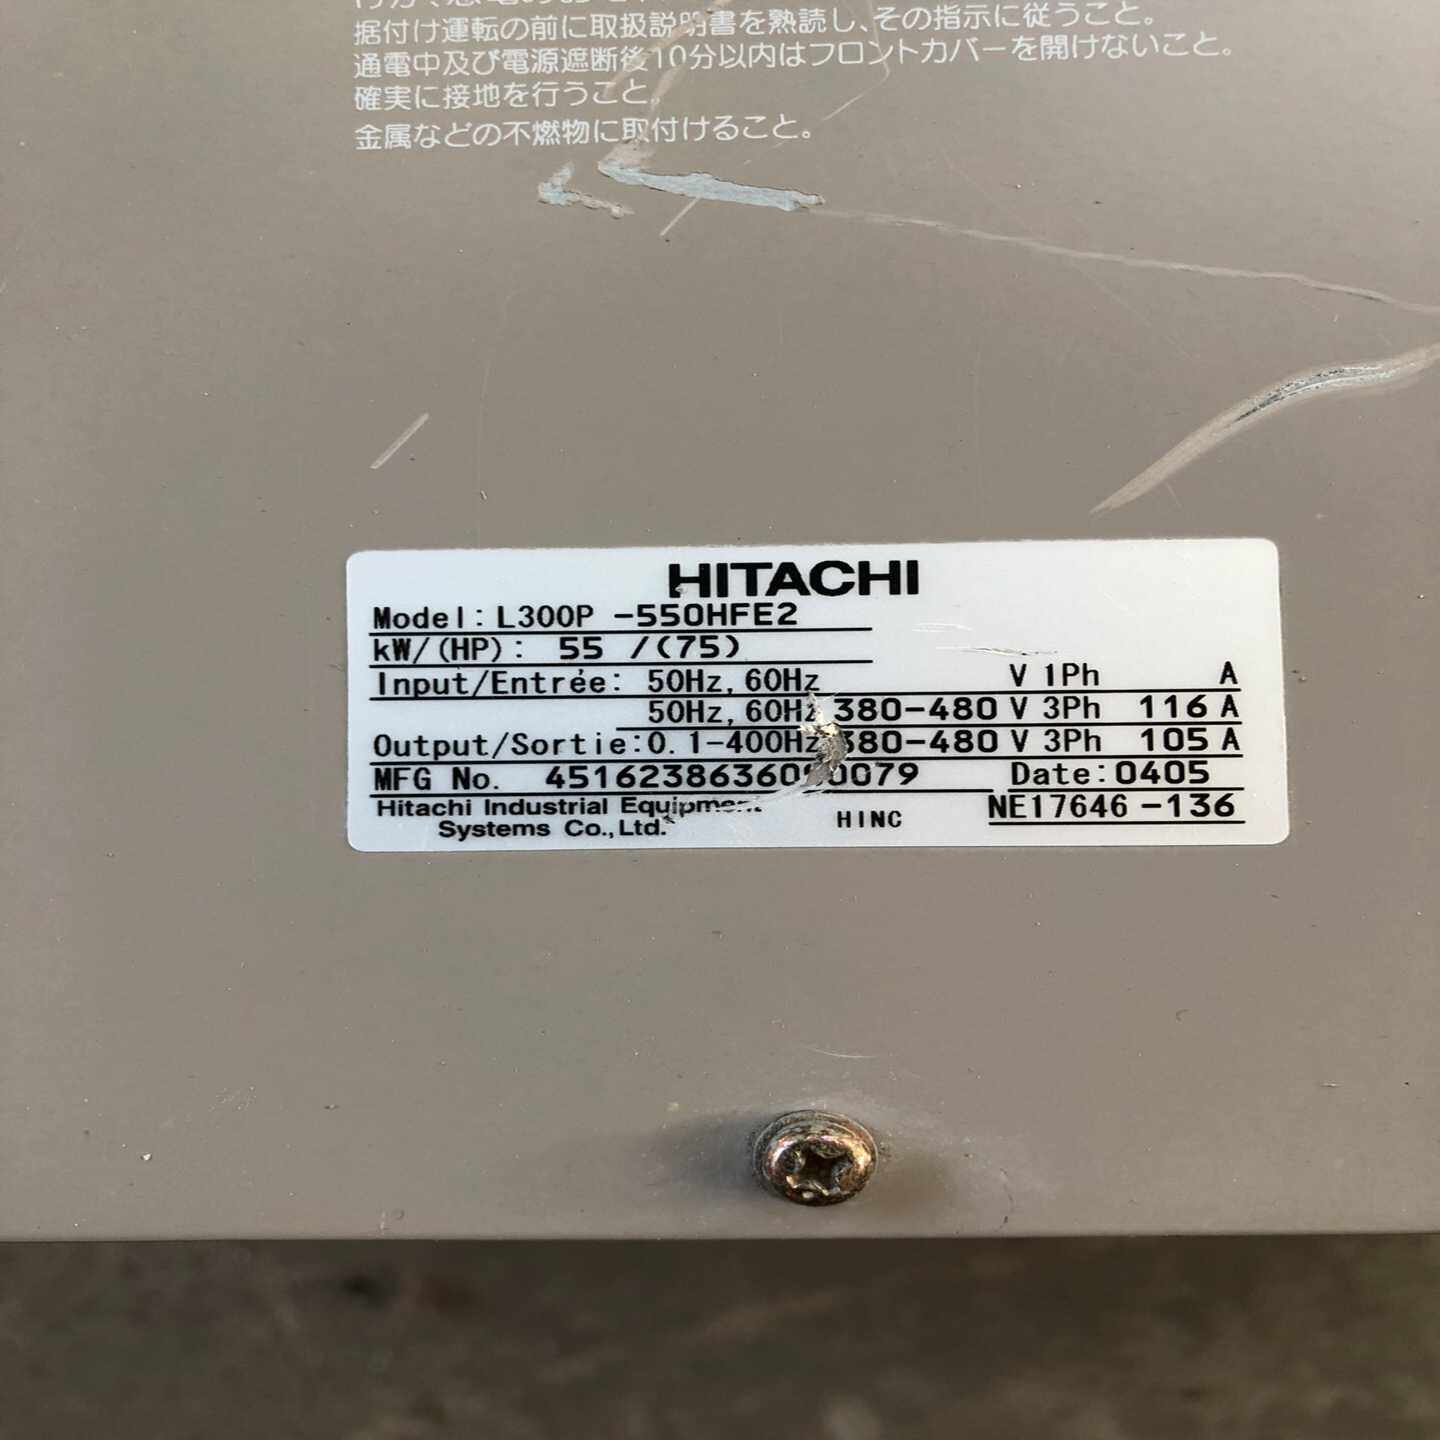 据付け運転の前に取扱説明書を熟読し、その指示に従うこと。
通電中及び電源遮断後10分以内はフロントカバーを開けないこと。
確実に接地を行うこと。
金属などの不燃物に取付けること。
HITACHI
Model: L300P -550HFE2
kW/(HP): 55 /(75)
Input/Entrée: 50Hz, 60Hz V 1Ph A
50Hz, 60Hz 380-480 V 3Ph 116 A
Output/Sortie: 0.1-400Hz 380-480 V 3Ph 105 A
MFG No. 4516238636000079 Date: 0405
Hitachi Industrial Equipment
Systems Co., Ltd. HINC NE17646 -136